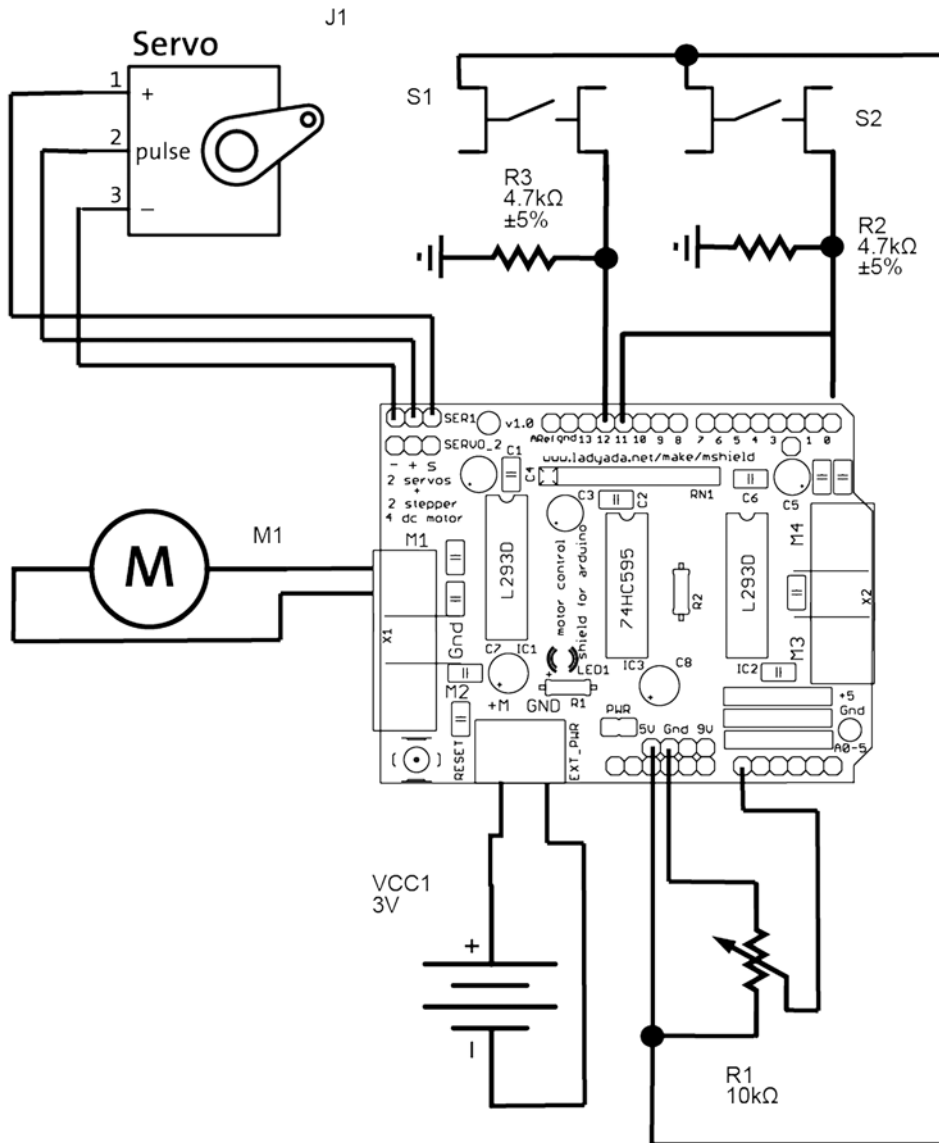 J1
Servo
1
+
2
pulse
3
–
S1
S2
R3
4.7kΩ
±5%
R2
4.7kΩ
±5%
SER1
v1.0
ARef
gnd
13
12
11
10
9
8
7
6
5
4
3
1
0
SERVO_2
www.ladyada.net/make/mshield
- + S
2 servos
+
2 stepper
4 dc motor
C1
C4
RN1
C3
C2
C6
C5
M1
M1
M
L293D
motor control
shield for arduino
74HC595
R2
L293D
M4
X2
M3
X1
Gnd
C7
IC1
LED1
IC3
C8
IC2
M2
+M
GND
R1
PWR
+5
Gnd
A0-5
5V Gnd 9V
RESET
EXT_PWR
VCC1
3V
+
R1
10kΩ